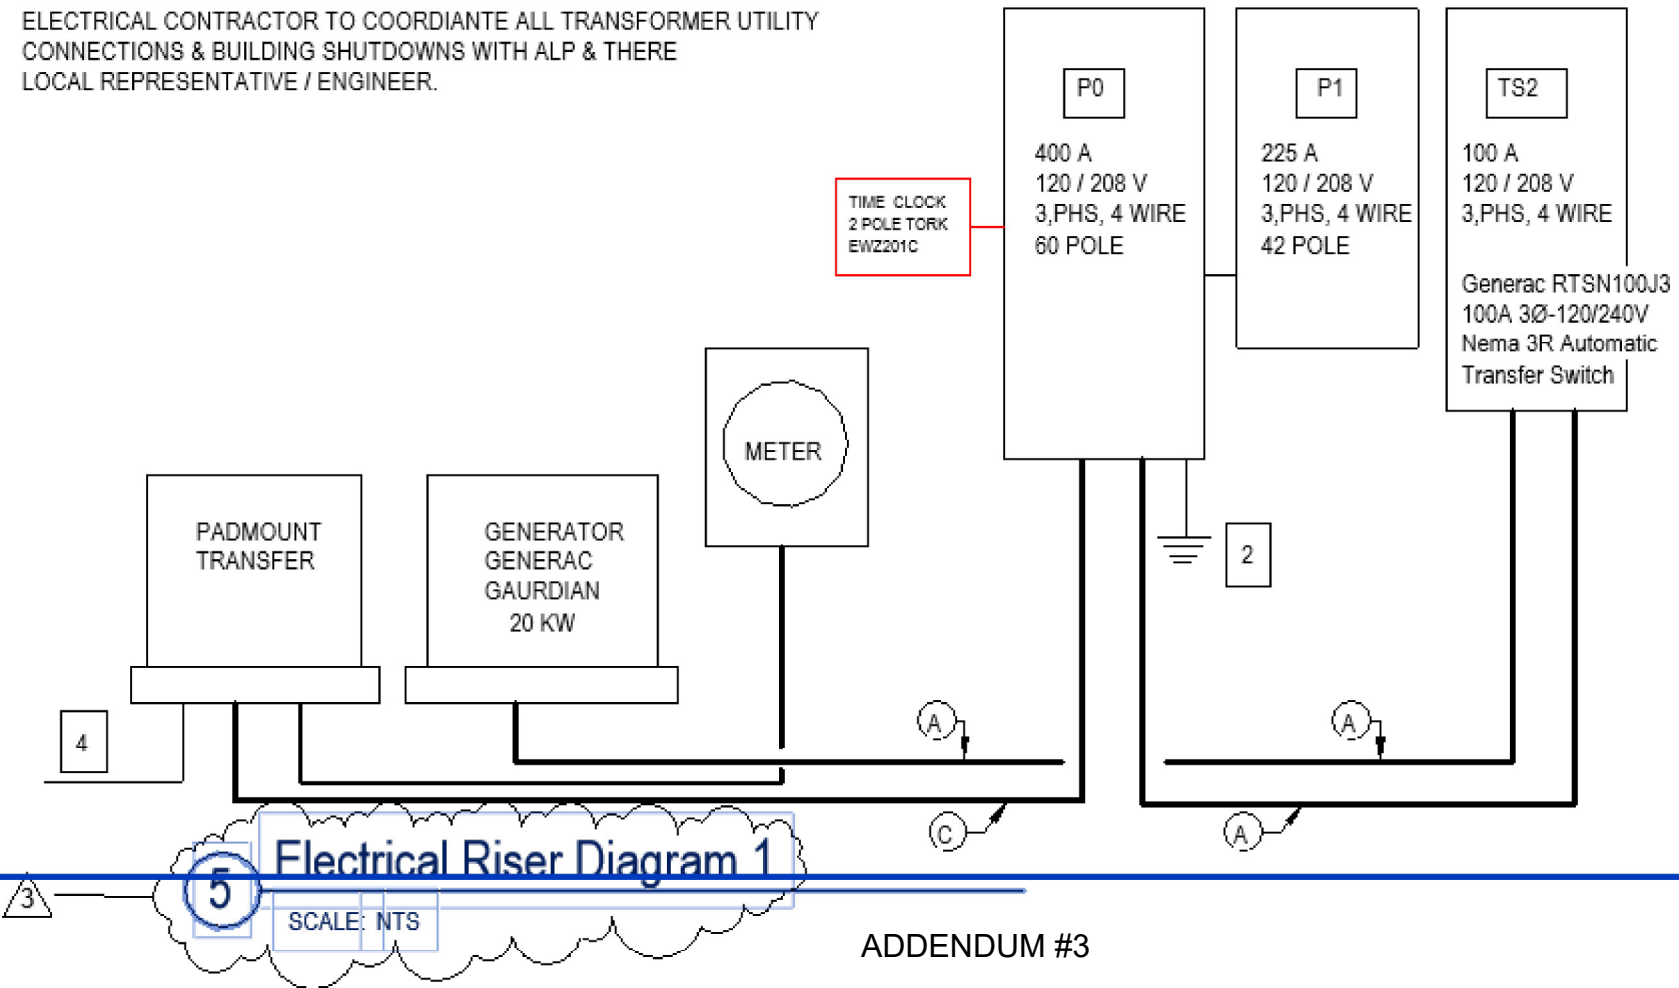 ELECTRICAL CONTRACTOR TO COORDIANTE ALL TRANSFORMER UTILITY
CONNECTIONS & BUILDING SHUTDOWNS WITH ALP & THERE
LOCAL REPRESENTATIVE / ENGINEER.
P0
400 A
120 / 208 V
3,PHS, 4 WIRE
60 POLE
P1
225 A
120 / 208 V
3,PHS, 4 WIRE
42 POLE
TS2
100 A
120 / 208 V
3,PHS, 4 WIRE
Generac RTSN100J3
100A 3Ø-120/240V
Nema 3R Automatic
Transfer Switch
TIME CLOCK
2 POLE TORK
EWZ201C
METER
PADMOUNT
TRANSFER
GENERATOR
GENERAC
GAURDIAN
20 KW
2
4
A
A
C
A
3
5
Electrical Riser Diagram 1
SCALE: NTS
ADDENDUM #3